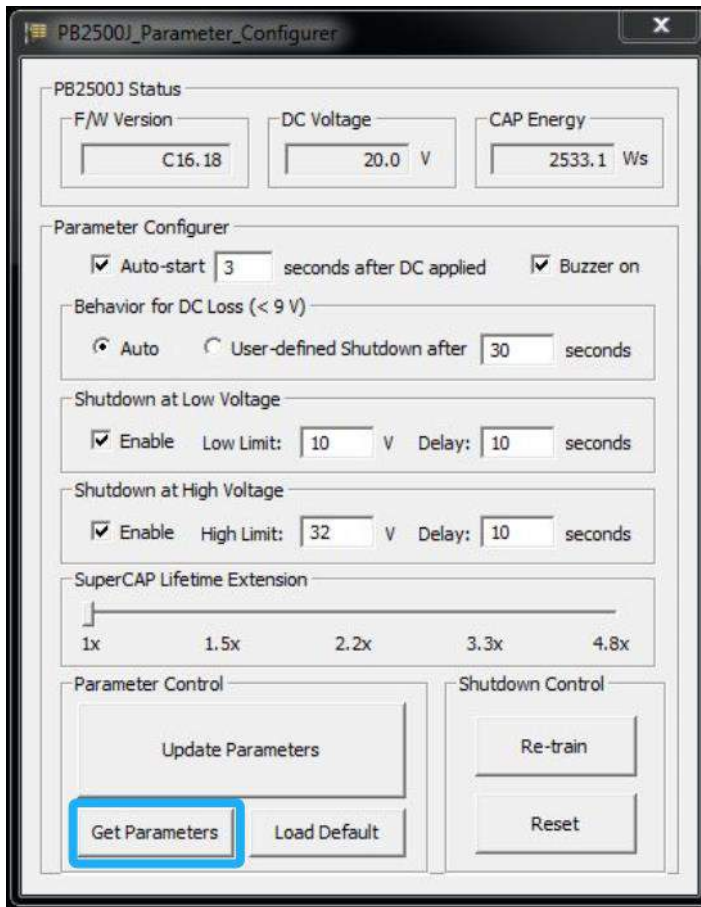 PB2500J_Parameter_Configurer
PB2500J Status
F/W Version DC Voltage CAP Energy
C16.18 20.0 V 2533.1 Ws
Parameter Configurer
Auto-start 3 seconds after DC applied Buzzer on
Behavior for DC Loss (< 9 V)
Auto User-defined Shutdown after 30 seconds
Shutdown at Low Voltage
Enable Low Limit: 10 V Delay: 10 seconds
Shutdown at High Voltage
Enable High Limit: 32 V Delay: 10 seconds
SuperCAP Lifetime Extension
1x 1.5x 2.2x 3.3x 4.8x
Parameter Control Shutdown Control
Update Parameters Re-train
Get Parameters Load Default Reset